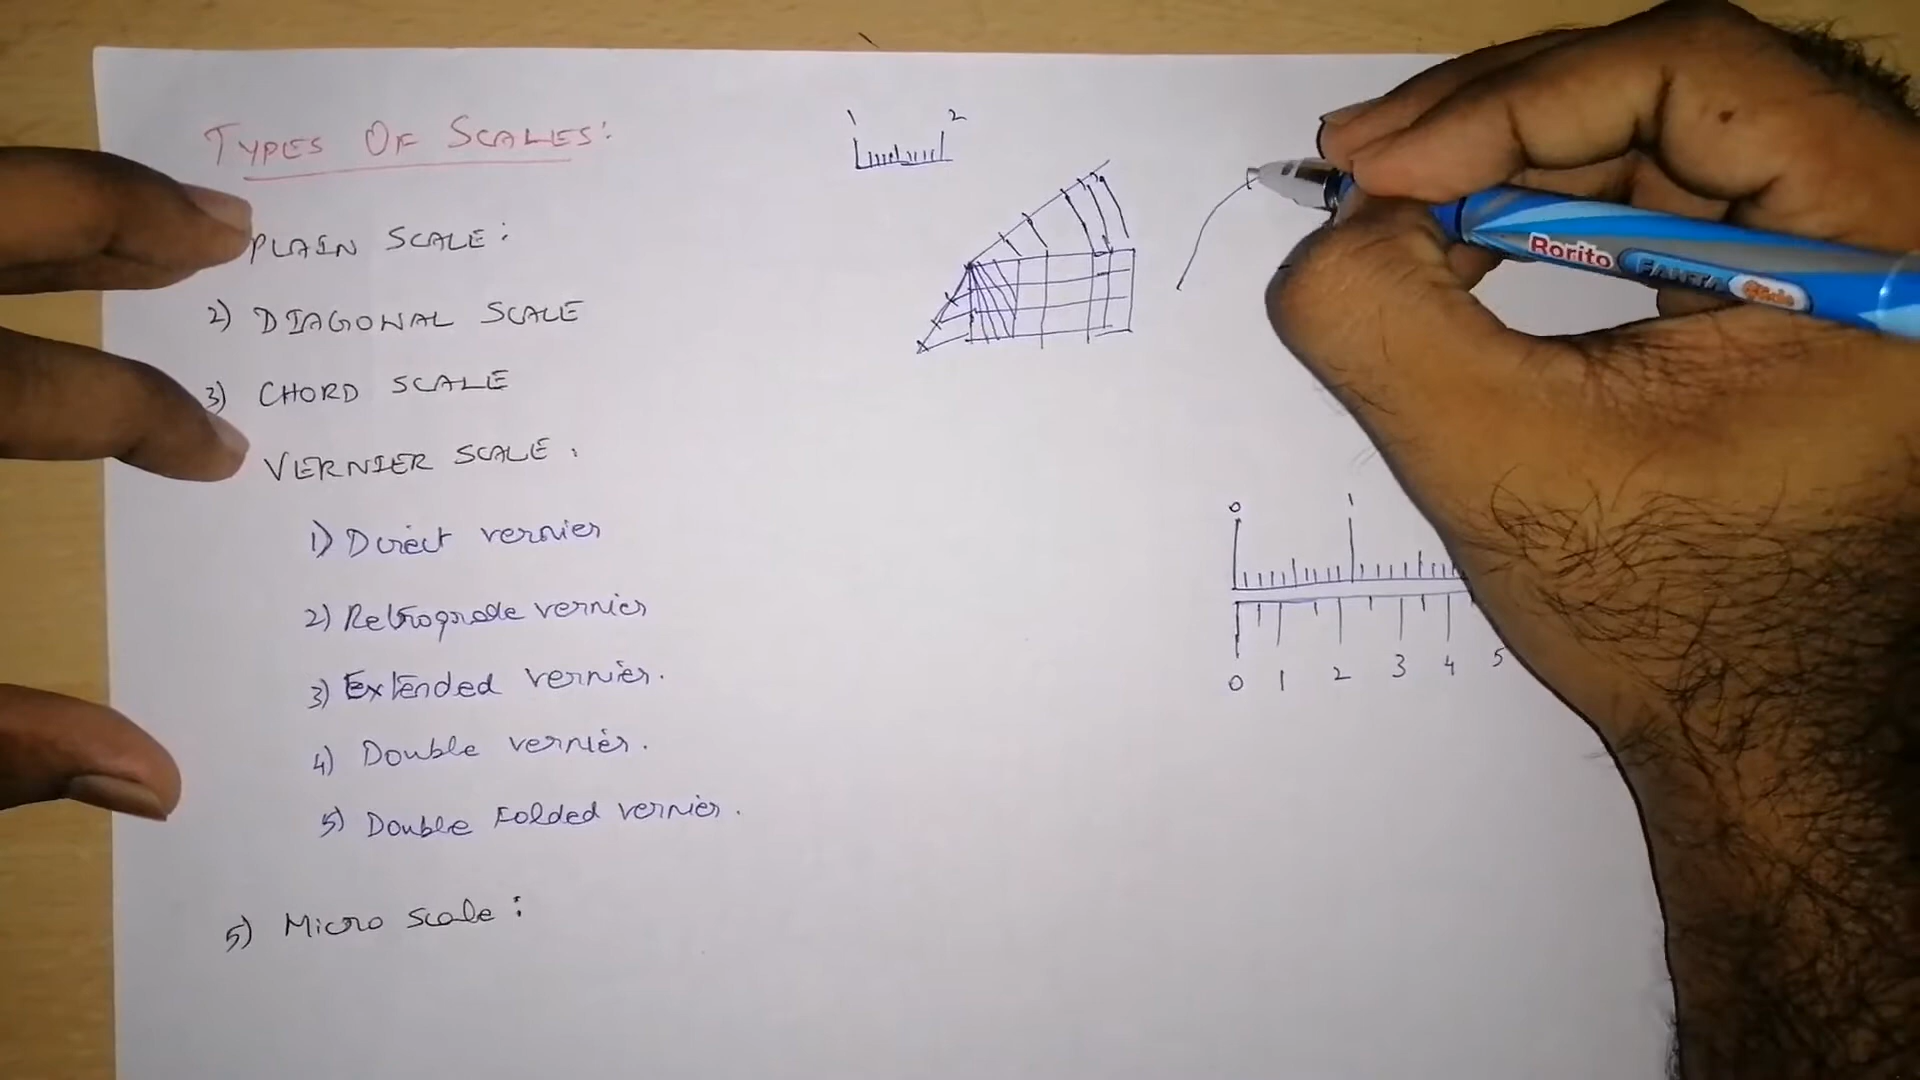 TYPES OF SCALES:
PLAIN SCALE:
2) DIAGONAL SCALE
3) CHORD SCALE
VERNIER SCALE.
1) Direct vernier
2) Retrograde vernier
3) Extended vernier.
4) Double vernier.
5) Double Folded vernier.
5) Micro scale:
1 2
0 1
0 1 2 3 4 5
Rorito